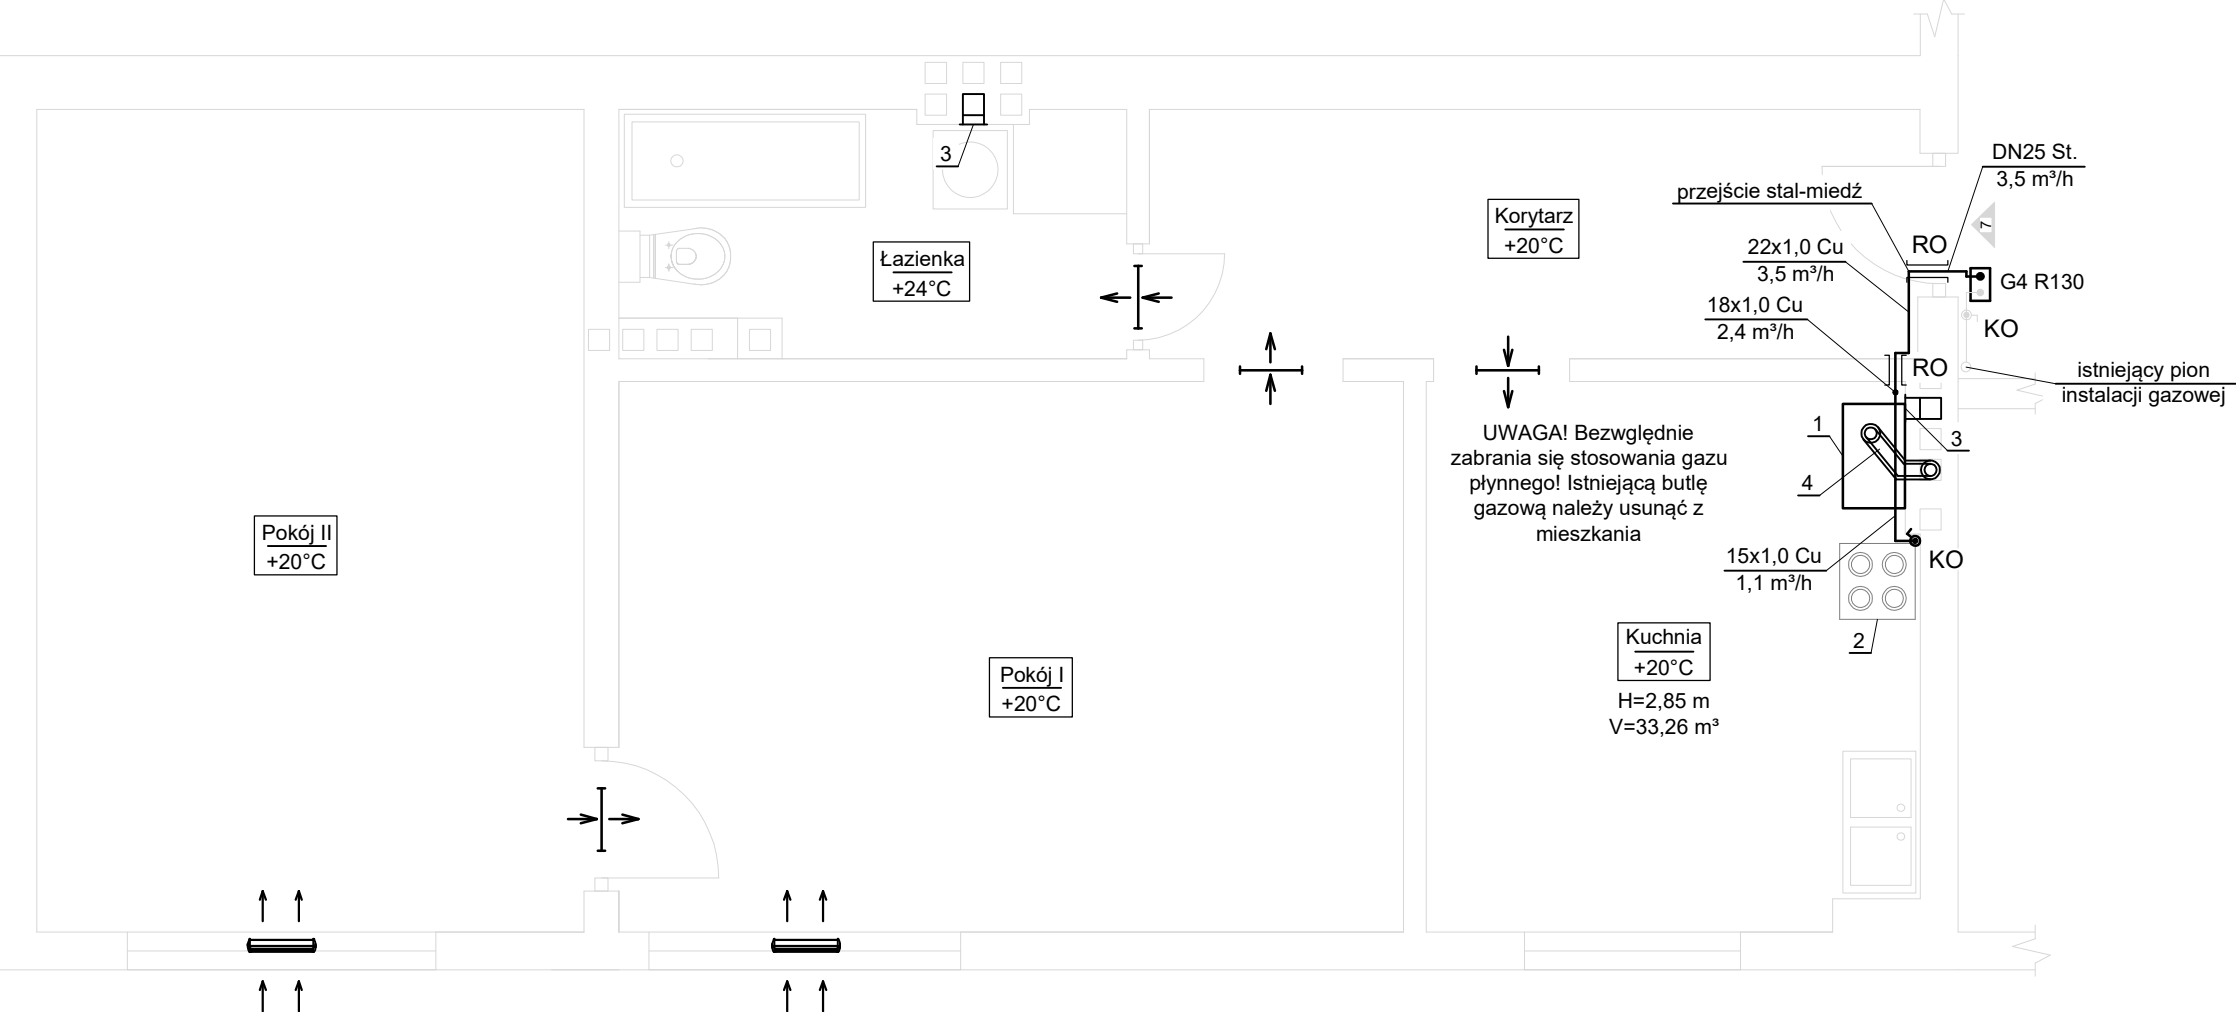 DN25 St.
3,5 m³/h
przejście stal-miedź
3
Korytarz
+20°C
7
RO
22x1,0 Cu
3,5 m³/h
Łazienka
+24°C
G4 R130
18x1,0 Cu
2,4 m³/h
KO
RO
istniejący pion
instalacji gazowej
1
3
4
UWAGA! Bezwględnie
zabrania się stosowania gazu
płynnego! Istniejącą butlę
gazową należy usunąć z
mieszkania
Pokój II
+20°C
15x1,0 Cu
1,1 m³/h
KO
2
Kuchnia
+20°C
H=2,85 m
V=33,26 m³
Pokój I
+20°C